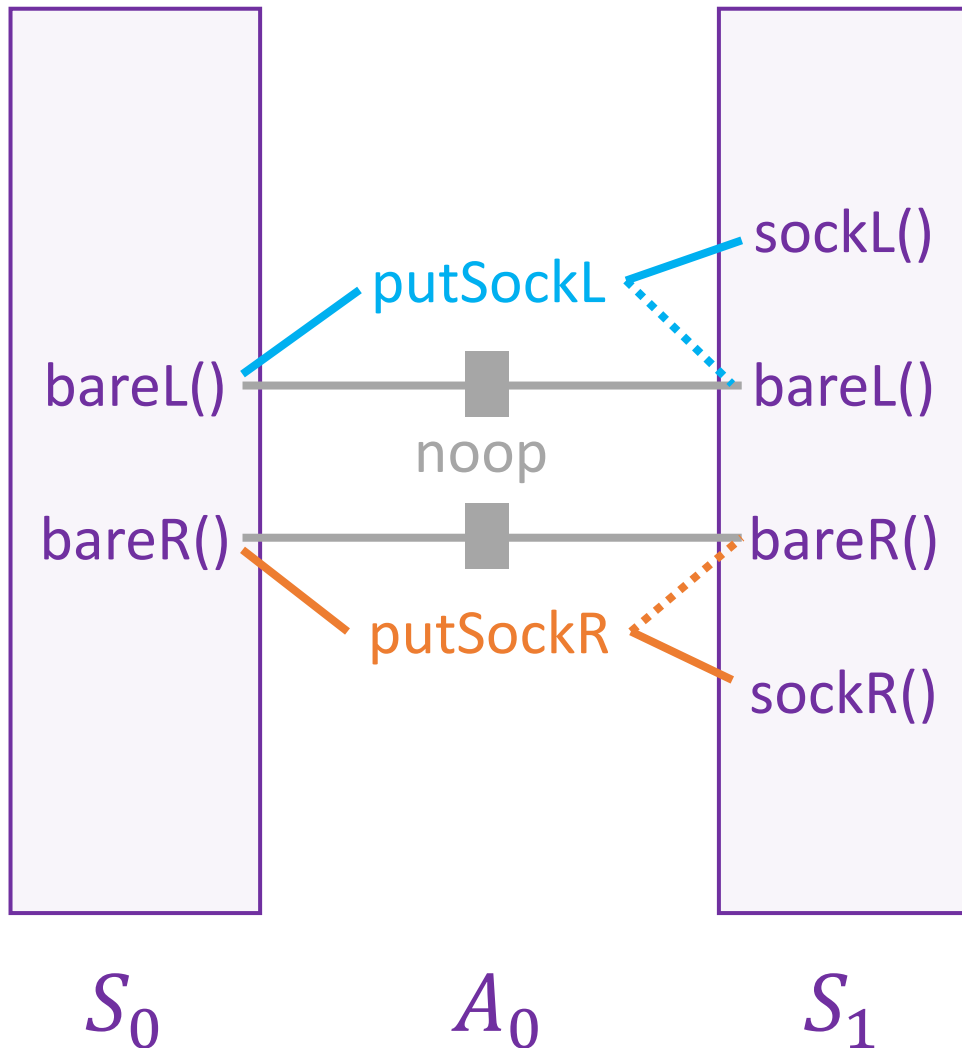 sockL()
putSockL
bareL() bareL()
noop
bareR() bareR()
putSockR
sockR()
S₀ A₀ S₁